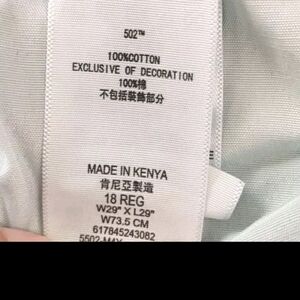 502™
100%COTTON
EXCLUSIVE OF DECORATION
100%棉
不包括裝飾部分
MADE IN KENYA
肯尼亞製造
18 REG
W29" X L29"
W73.5 CM
617845243082